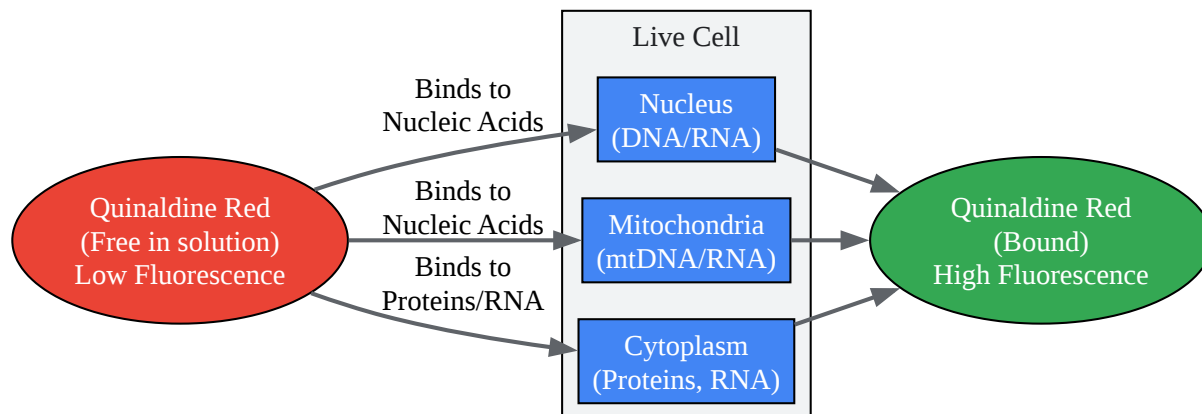 Live Cell
Binds to
Nucleic Acids
Nucleus
(DNA/RNA)
Quinaldine Red
(Free in solution)
Low Fluorescence
Binds to
Nucleic Acids
Mitochondria
(mtDNA/RNA)
Quinaldine Red
(Bound)
High Fluorescence
Binds to
Proteins/RNA
Cytoplasm
(Proteins, RNA)